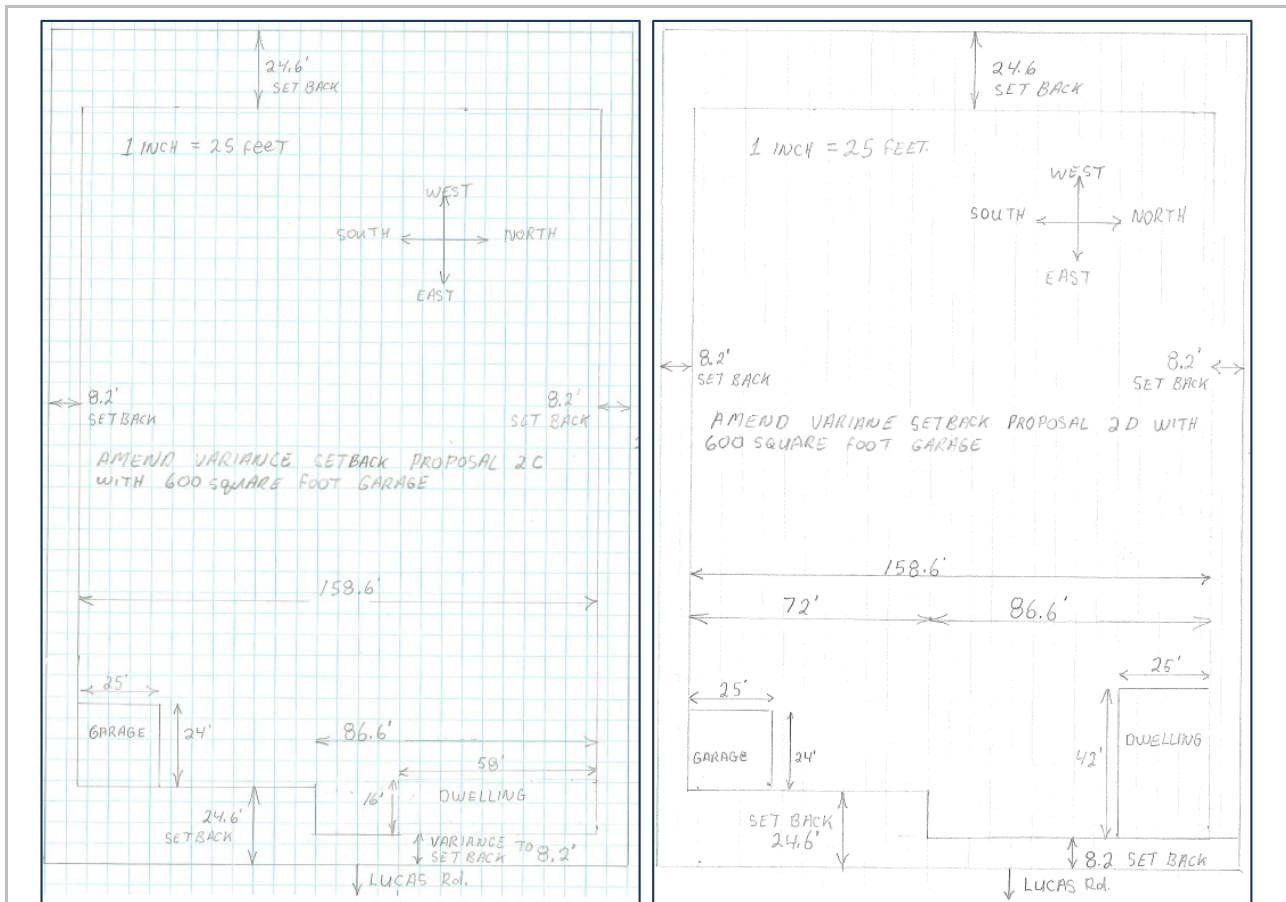 24.6'
SET BACK
1 INCH = 25 FEET
WEST
SOUTH
NORTH
EAST
8.2'
SETBACK
8.2'
SET BACK
AMEND VARIANCE SETBACK PROPOSAL 2C
WITH 600 SQUARE FOOT GARAGE
158.6'
25'
GARAGE
24'
86.6'
58'
16'
DWELLING
24.6'
SETBACK
VARIANCE TO 8.2'
SET BACK
LUCAS Rd.
24.6
SET BACK
1 INCH = 25 FEET.
WEST
SOUTH
NORTH
EAST
8.2'
SET BACK
8.2'
SET BACK
AMEND VARIANE SETBACK PROPOSAL 2D WITH
600 SQUARE FOOT GARAGE
158.6'
72'
86.6'
25'
25'
GARAGE
24'
42'
DWELLING
SET BACK
24.6'
8.2 SET BACK
LUCAS Rd.